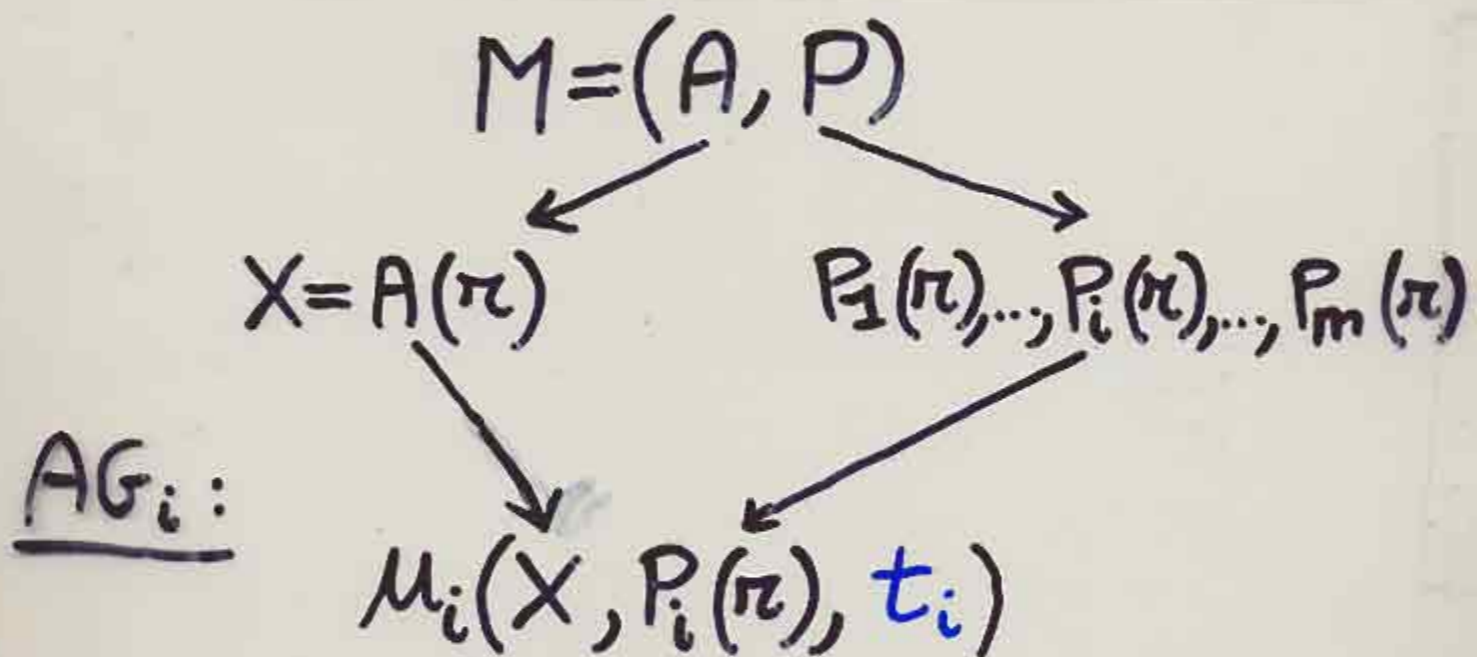 M=(A, P)
X=A(r) P₁(r),...,Pᵢ(r),..., Pₘ(r)
AGᵢ:
μᵢ(X, Pᵢ(r), tᵢ)